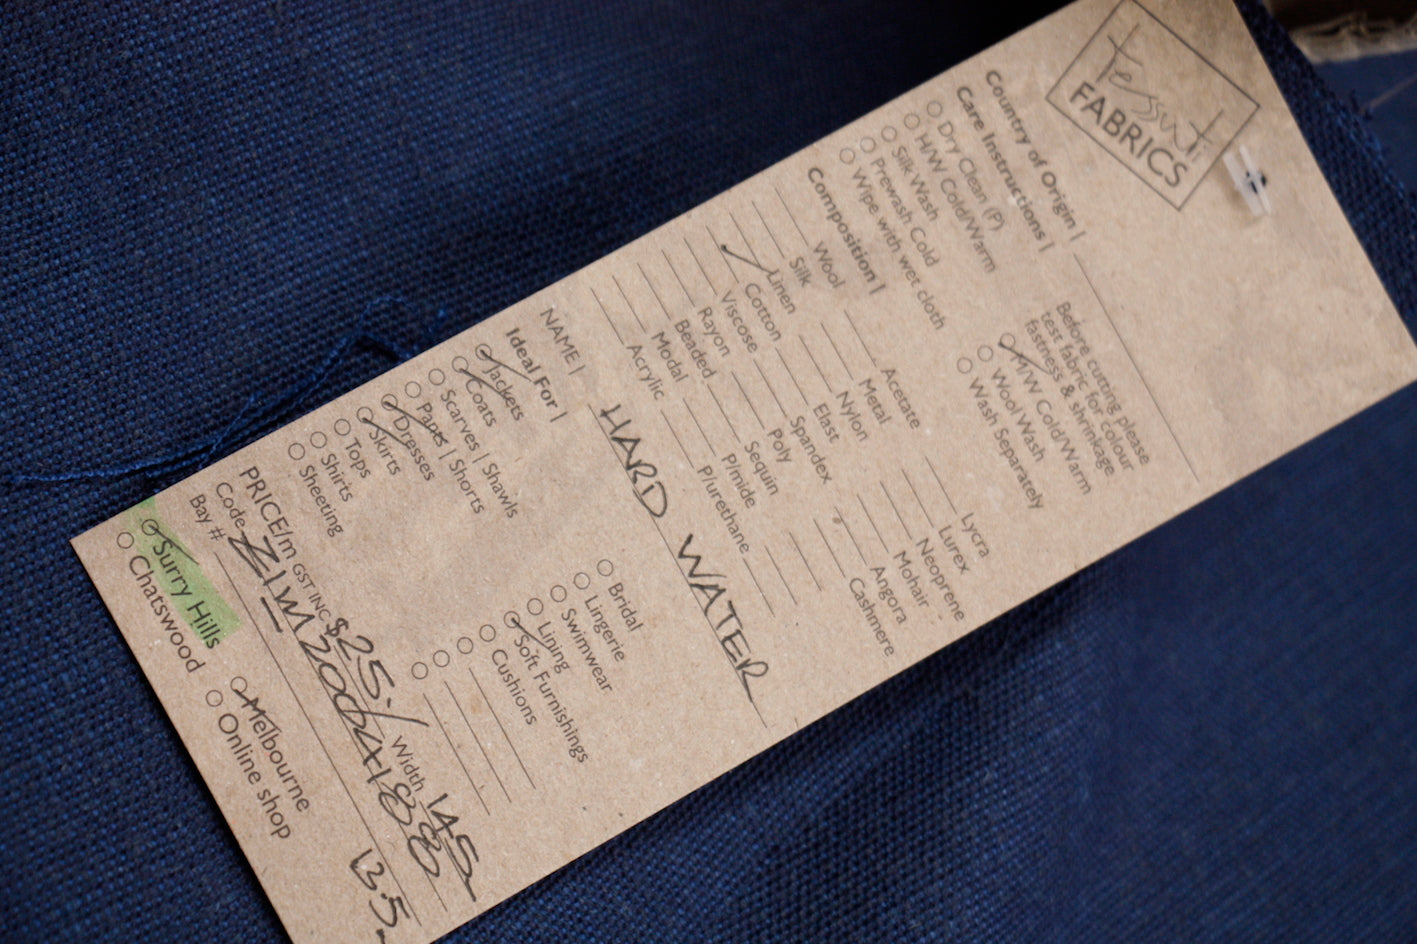 tessuti
FABRICS
Country of Origin |
Care Instructions |
Dry Clean (P)
H/W Cold/Warm
Silk Wash
Prewash Cold
Wipe with wet cloth
Before cutting please
test fabric for colour
fastness & shrinkage
M/W Cold/Warm
Wool Wash
Wash Separately
Composition |
Wool
Silk
Linen
Cotton
Viscose
Rayon
Beaded
Modal
Acrylic
Acetate
Metal
Nylon
Elast
Spandex
Poly
Sequin
P/mide
P/urethane
Lycra
Lurex
Neoprene
Mohair
Angora
Cashmere
NAME | HARD WATER
Ideal For |
Jackets
Coats
Scarves | Shawls
Pants | Shorts
Dresses
Skirts
Tops
Shirts
Sheeting
Bridal
Lingerie
Swimwear
Lining
Soft Furnishings
Cushions
PRICE/m GST INC $25./ Width 145
Code
Bay # 13.5
Surry Hills
Chatswood
Melbourne
Online shop